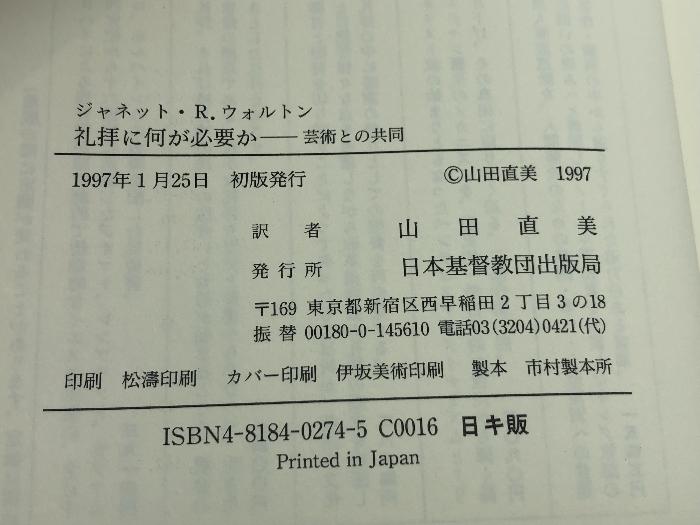 ジャネット・R. ウォルトン
礼拝に何が必要か——芸術との共同
1997年1月25日 初版発行 ©山田直美 1997
訳者 山田直美
発行所 日本基督教団出版局
〒169 東京都新宿区西早稲田2丁目3の18
振替 00180-0-145610 電話03(3204)0421(代)
印刷 松濤印刷 カバー印刷 伊坂美術印刷 製本 市村製本所
ISBN4-8184-0274-5 C0016 日キ販
Printed in Japan